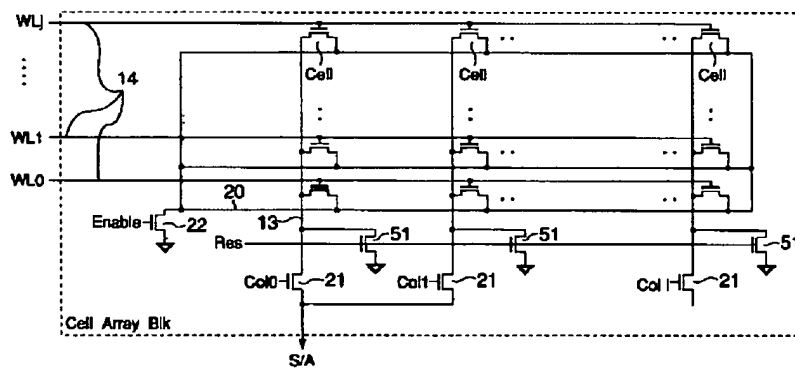 WLj
Cell Cell Cell
14
WL1
WL0
20
13
Enable 22
Res 51 51 51
Col0 21 Col1 21 Col i 21
Cell Array Blk
S/A